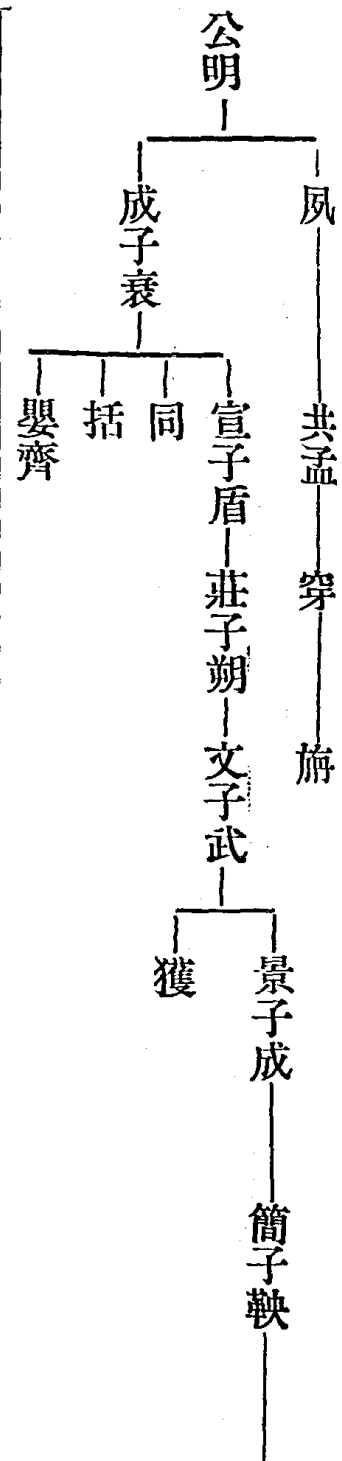 公明
夙
共孟
穿
旃
成子衰
宣子盾
莊子朔
文子武
景子成
簡子鞅
獲
同
括
嬰齊